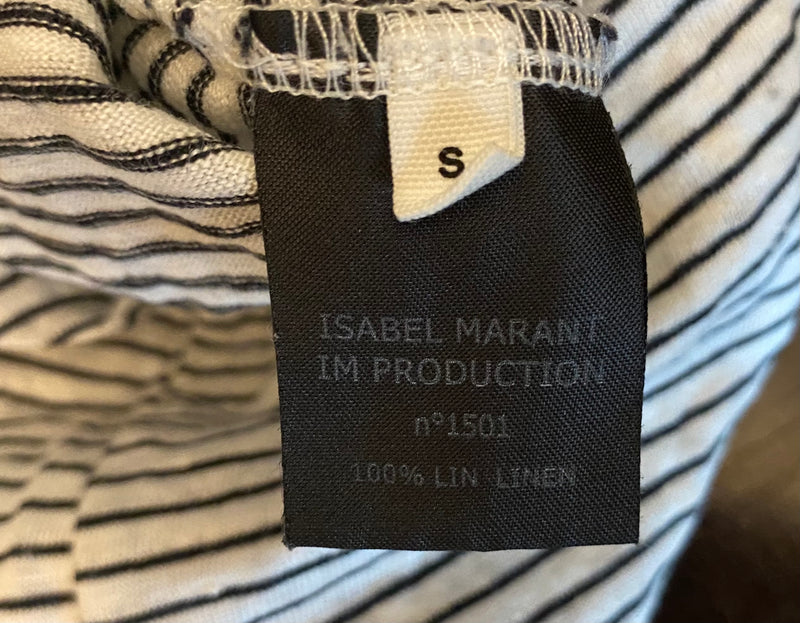 S
ISABEL MARANT
IM PRODUCTION
n°1501
100% LIN LINEN